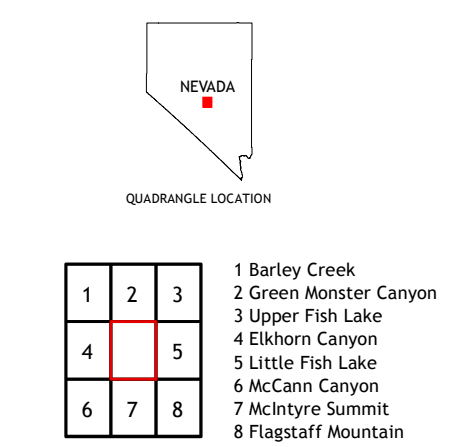 NEVADA
QUADRANGLE LOCATION
1 2 3
4 5
6 7 8
1 Barley Creek
2 Green Monster Canyon
3 Upper Fish Lake
4 Elkhorn Canyon
5 Little Fish Lake
6 McCann Canyon
7 McIntyre Summit
8 Flagstaff Mountain